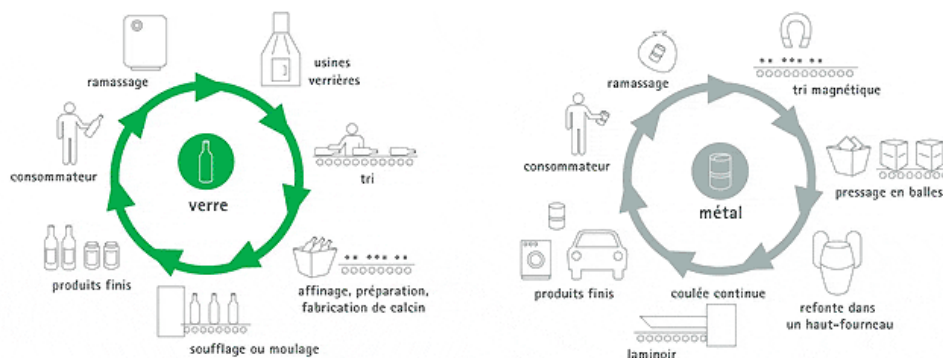 ramassage
usines
verrières
tri
affinage, préparation,
fabrication de calcin
soufflage ou moulage
produits finis
consommateur
verre
ramassage
tri magnétique
pressage en balles
refonte dans
un haut-fourneau
coulée continue
laminoir
produits finis
consommateur
métal